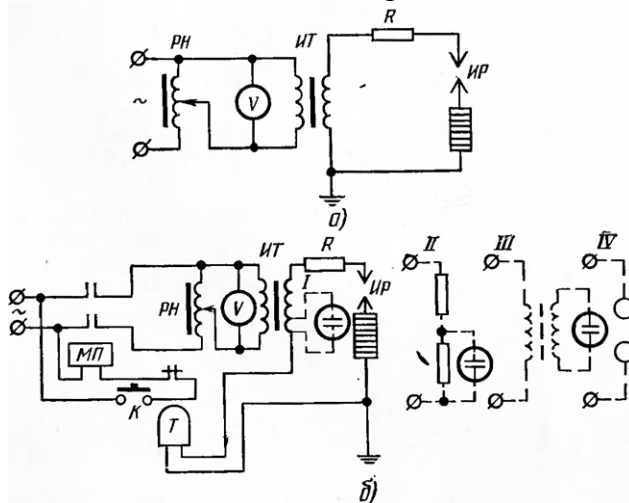 РН
ИТ
R
ИР
~
V
а)
ИТ
R
I
ИР
II
III
IV
~
РН
V
МП
К
Т
б)